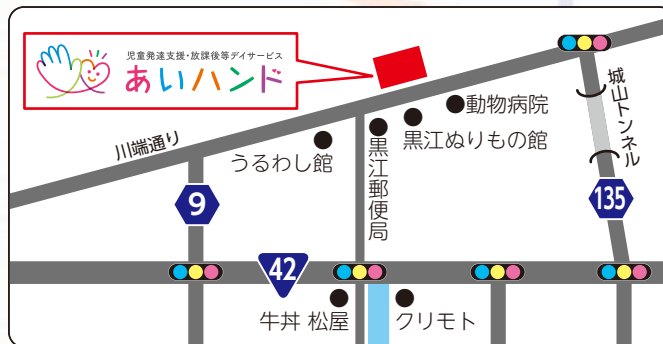 児童発達支援・放課後等デイサービス
あいハンド
動物病院
黒江ぬりもの館
黒江郵便局
うるわし館
川端通り
城山トンネル
9
135
42
牛丼 松屋
クリモト